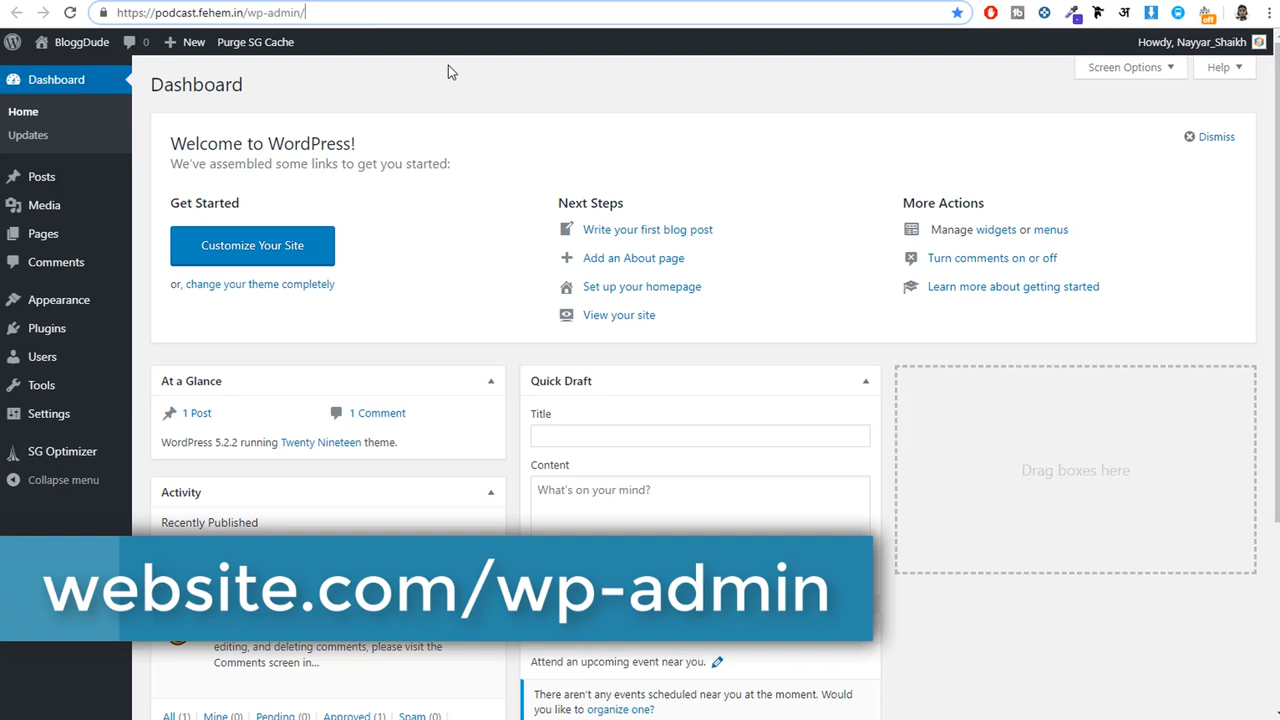 https://podcast.fehem.in/wp-admin/
BloggDude 0 New Purge SG Cache Howdy, Nayyar_Shaikh
Dashboard
Home
Updates
Posts
Media
Pages
Comments
Appearance
Plugins
Users
Tools
Settings
SG Optimizer
Collapse menu
Screen Options Help
Dashboard
Welcome to WordPress!
Dismiss
We've assembled some links to get you started:
Get Started
Customize Your Site
or, change your theme completely
Next Steps
Write your first blog post
Add an About page
Set up your homepage
View your site
More Actions
Manage widgets or menus
Turn comments on or off
Learn more about getting started
At a Glance
1 Post 1 Comment
WordPress 5.2.2 running Twenty Nineteen theme.
Activity
Recently Published
Quick Draft
Title
Content
What's on your mind?
Drag boxes here
website.com/wp-admin
editing, and deleting comments, please visit the
Comments screen in...
All (1) Mine (0) Pending (0) Approved (1) Spam (0)
Attend an upcoming event near you.
There aren't any events scheduled near you at the moment. Would
you like to organize one?